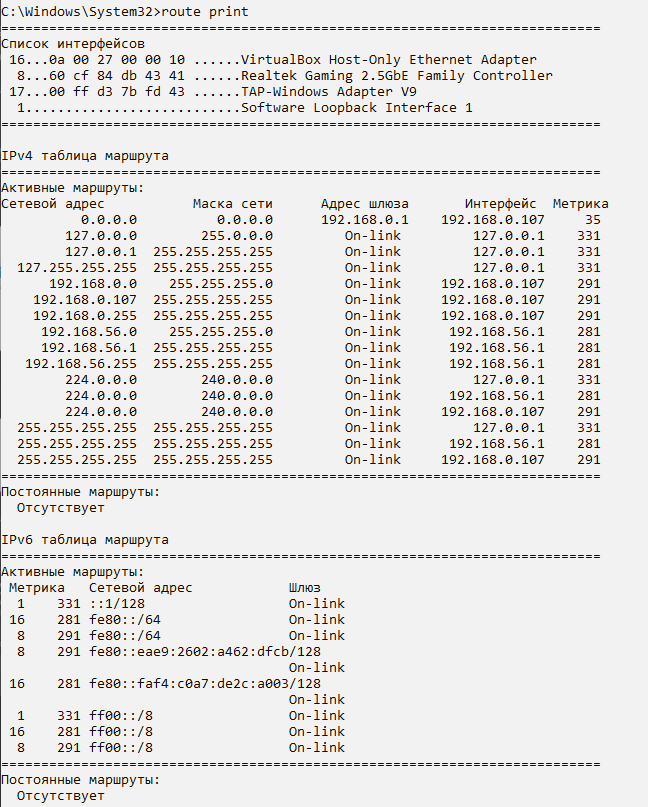 C:\Windows\System32>route print
===========================================================================
Список интерфейсов
 16...0a 00 27 00 00 10 ......VirtualBox Host-Only Ethernet Adapter
  8...60 cf 84 db 43 41 ......Realtek Gaming 2.5GbE Family Controller
 17...00 ff d3 7b fd 43 ......TAP-Windows Adapter V9
  1...........................Software Loopback Interface 1
===========================================================================

IPv4 таблица маршрута
===========================================================================
Активные маршруты:
Сетевой адрес           Маска сети      Адрес шлюза       Интерфейс  Метрика
          0.0.0.0          0.0.0.0      192.168.0.1    192.168.0.107     35
        127.0.0.0        255.0.0.0         On-link         127.0.0.1    331
        127.0.0.1  255.255.255.255         On-link         127.0.0.1    331
  127.255.255.255  255.255.255.255         On-link         127.0.0.1    331
      192.168.0.0    255.255.255.0         On-link     192.168.0.107    291
    192.168.0.107  255.255.255.255         On-link     192.168.0.107    291
    192.168.0.255  255.255.255.255         On-link     192.168.0.107    291
     192.168.56.0    255.255.255.0         On-link      192.168.56.1    281
     192.168.56.1  255.255.255.255         On-link      192.168.56.1    281
   192.168.56.255  255.255.255.255         On-link      192.168.56.1    281
        224.0.0.0        240.0.0.0         On-link         127.0.0.1    331
        224.0.0.0        240.0.0.0         On-link      192.168.56.1    281
        224.0.0.0        240.0.0.0         On-link     192.168.0.107    291
  255.255.255.255  255.255.255.255         On-link         127.0.0.1    331
  255.255.255.255  255.255.255.255         On-link      192.168.56.1    281
  255.255.255.255  255.255.255.255         On-link     192.168.0.107    291
===========================================================================
Постоянные маршруты:
  Отсутствует

IPv6 таблица маршрута
===========================================================================
Активные маршруты:
 Метрика   Сетевой адрес            Шлюз
  1    331 ::1/128                  On-link
 16    281 fe80::/64                On-link
  8    291 fe80::/64                On-link
  8    291 fe80::eae9:2602:a462:dfcb/128
                                    On-link
 16    281 fe80::faf4:c0a7:de2c:a003/128
                                    On-link
  1    331 ff00::/8                 On-link
 16    281 ff00::/8                 On-link
  8    291 ff00::/8                 On-link
===========================================================================
Постоянные маршруты:
  Отсутствует